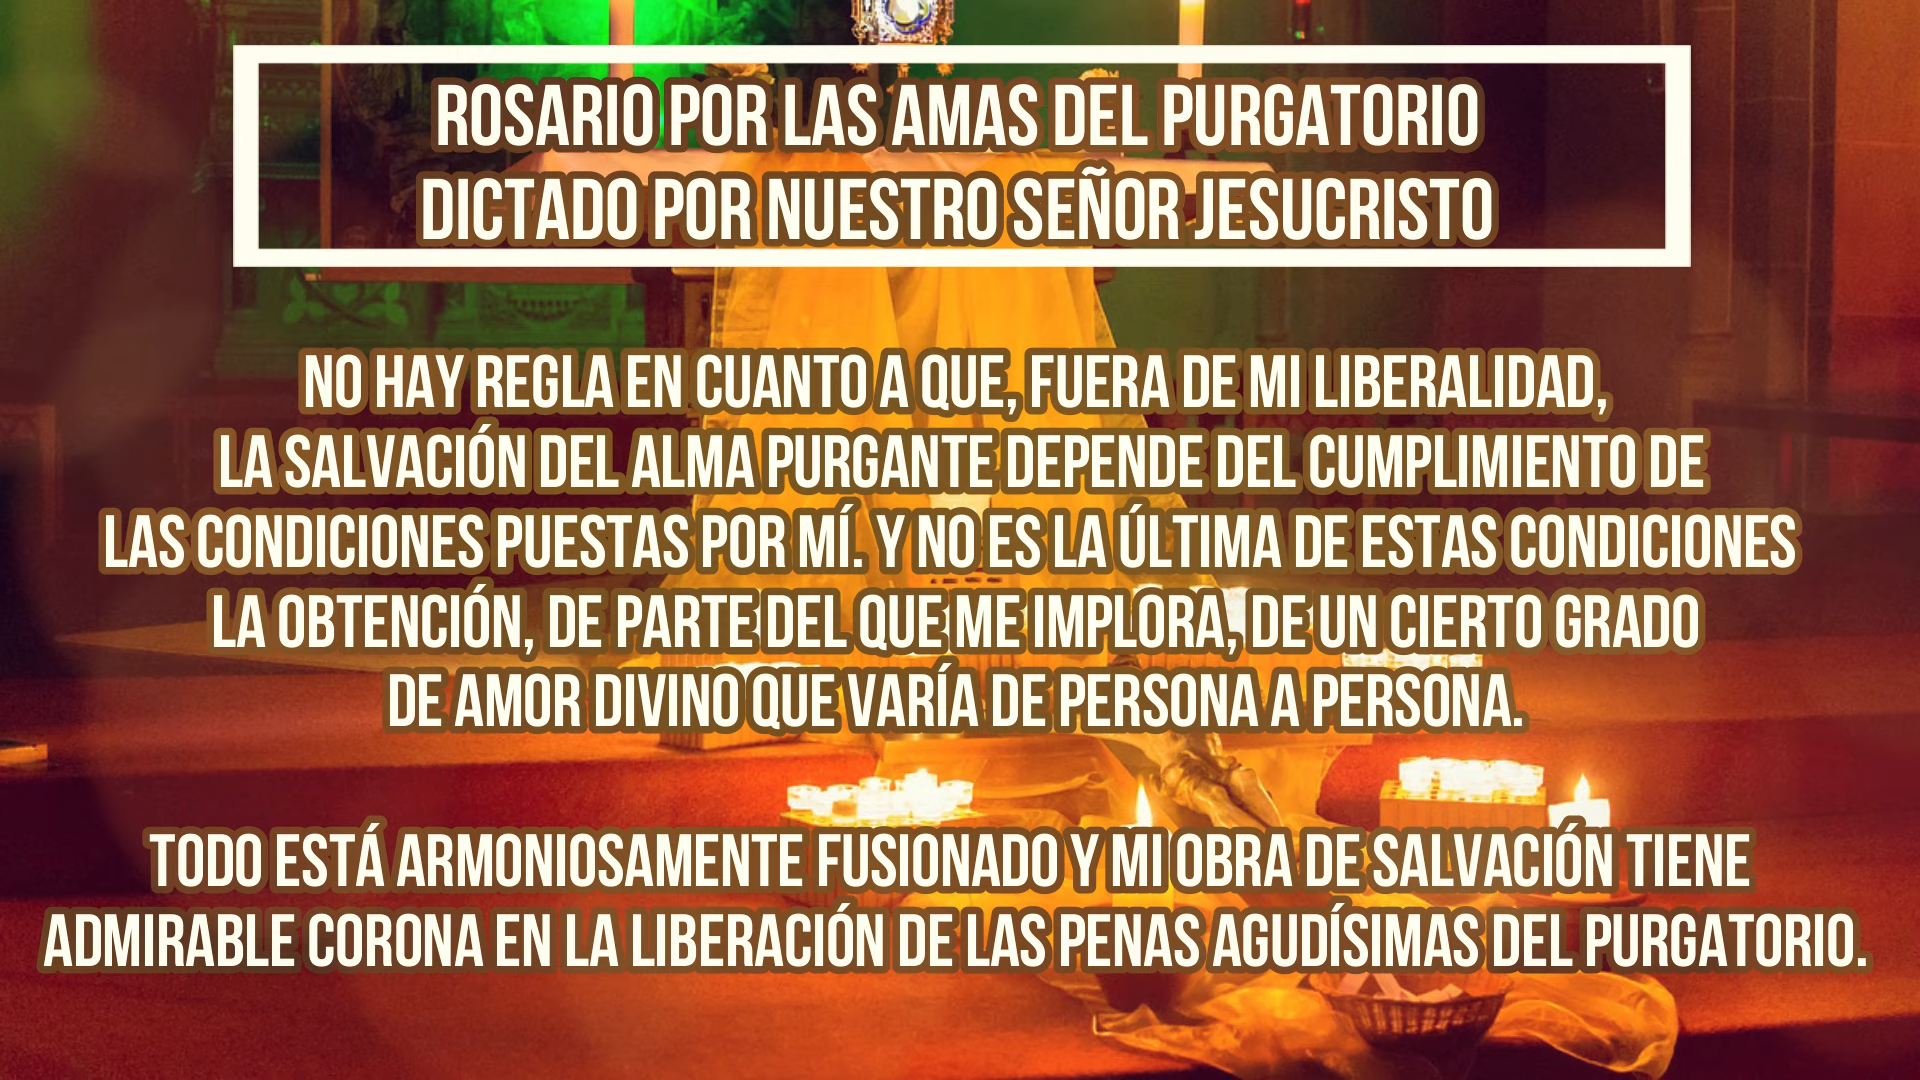 ROSARIO POR LAS AMAS DEL PURGATORIO
DICTADO POR NUESTRO SEÑOR JESUCRISTO
NO HAY REGLA EN CUANTO A QUE, FUERA DE MI LIBERALIDAD,
LA SALVACIÓN DEL ALMA PURGANTE DEPENDE DEL CUMPLIMIENTO DE
LAS CONDICIONES PUESTAS POR MÍ. Y NO ES LA ÚLTIMA DE ESTAS CONDICIONES
LA OBTENCIÓN, DE PARTE DEL QUE ME IMPLORA, DE UN CIERTO GRADO
DE AMOR DIVINO QUE VARÍA DE PERSONA A PERSONA.
TODO ESTÁ ARMONIOSAMENTE FUSIONADO Y MI OBRA DE SALVACIÓN TIENE
ADMIRABLE CORONA EN LA LIBERACIÓN DE LAS PENAS AGUDÍSIMAS DEL PURGATORIO.